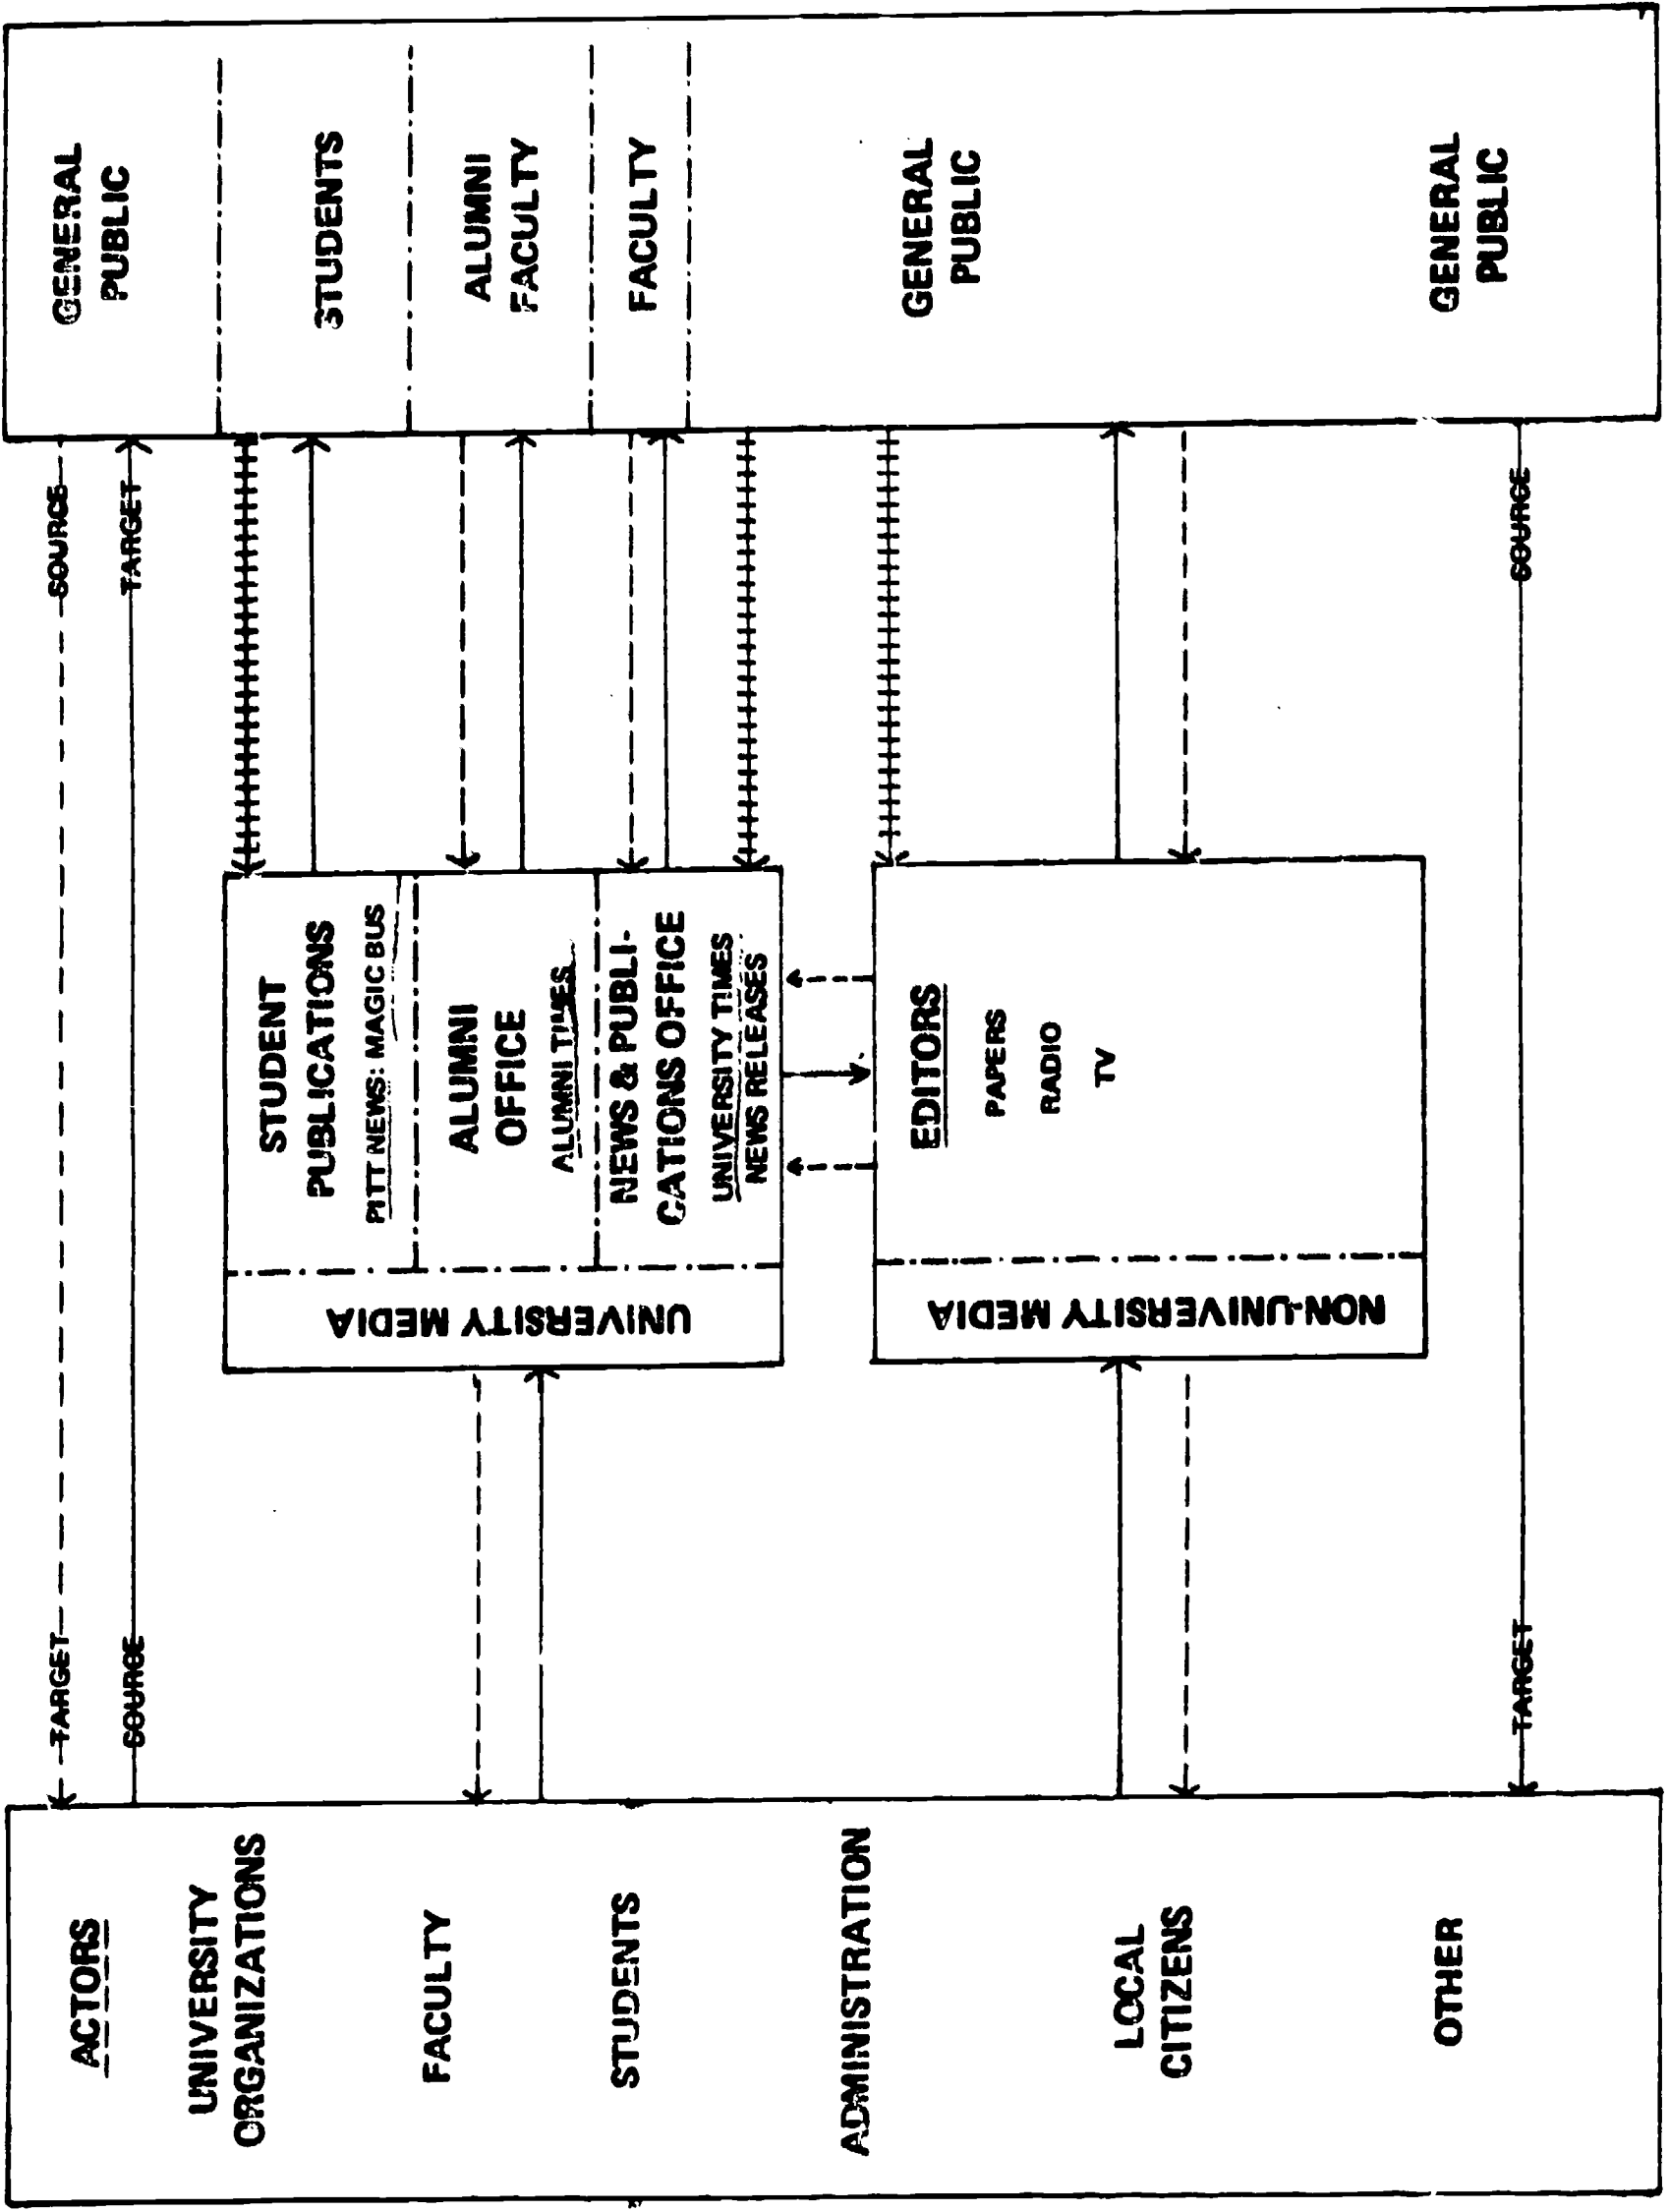 ACTORS
UNIVERSITY
ORGANIZATIONS
FACULTY
STUDENTS
ADMINISTRATION
LOCAL
CITIZENS
OTHER
TARGET
SOURCE
SOURCE
TARGET
UNIVERSITY MEDIA
STUDENT
PUBLICATIONS
PITT NEWS: MAGIC BUS
ALUMNI
OFFICE
ALUMNI TIMES
NEWS & PUBLI-
CATIONS OFFICE
UNIVERSITY TIMES
NEWS RELEASES
NON-UNIVERSITY MEDIA
EDITORS
PAPERS
RADIO
TV
TARGET
SOURCE
GENERAL
PUBLIC
STUDENTS
ALUMNI
FACULTY
FACULTY
GENERAL
PUBLIC
GENERAL
PUBLIC